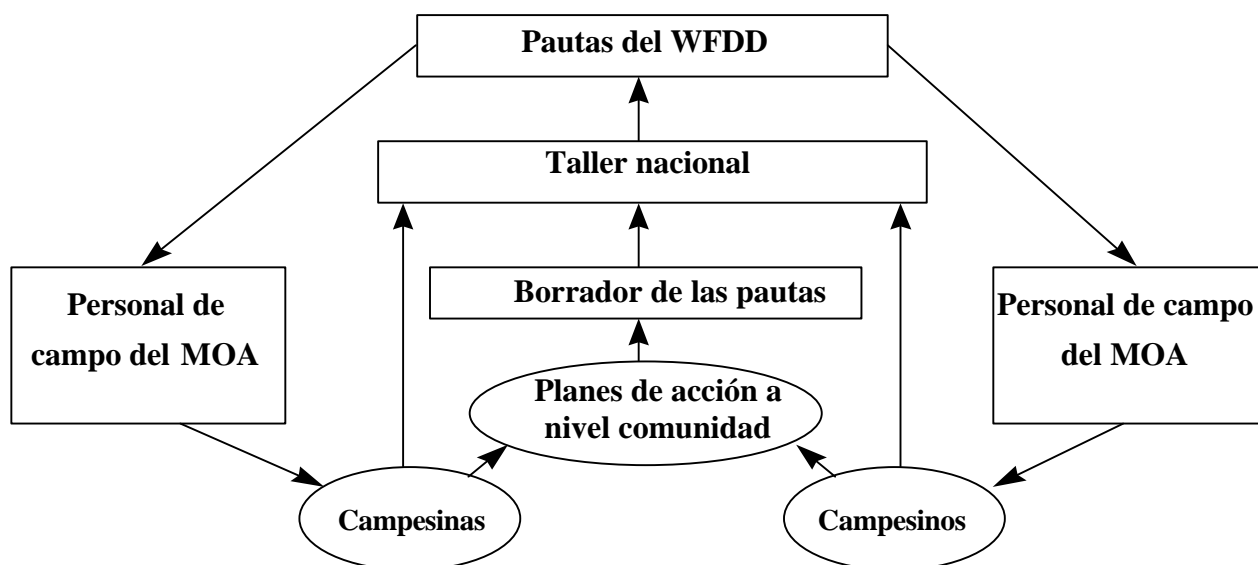 Pautas del WFDD
Taller nacional
Personal de
campo del MOA
Borrador de las pautas
Personal de campo
del MOA
Planes de acción a
nivel comunidad
Campesinas
Campesinos